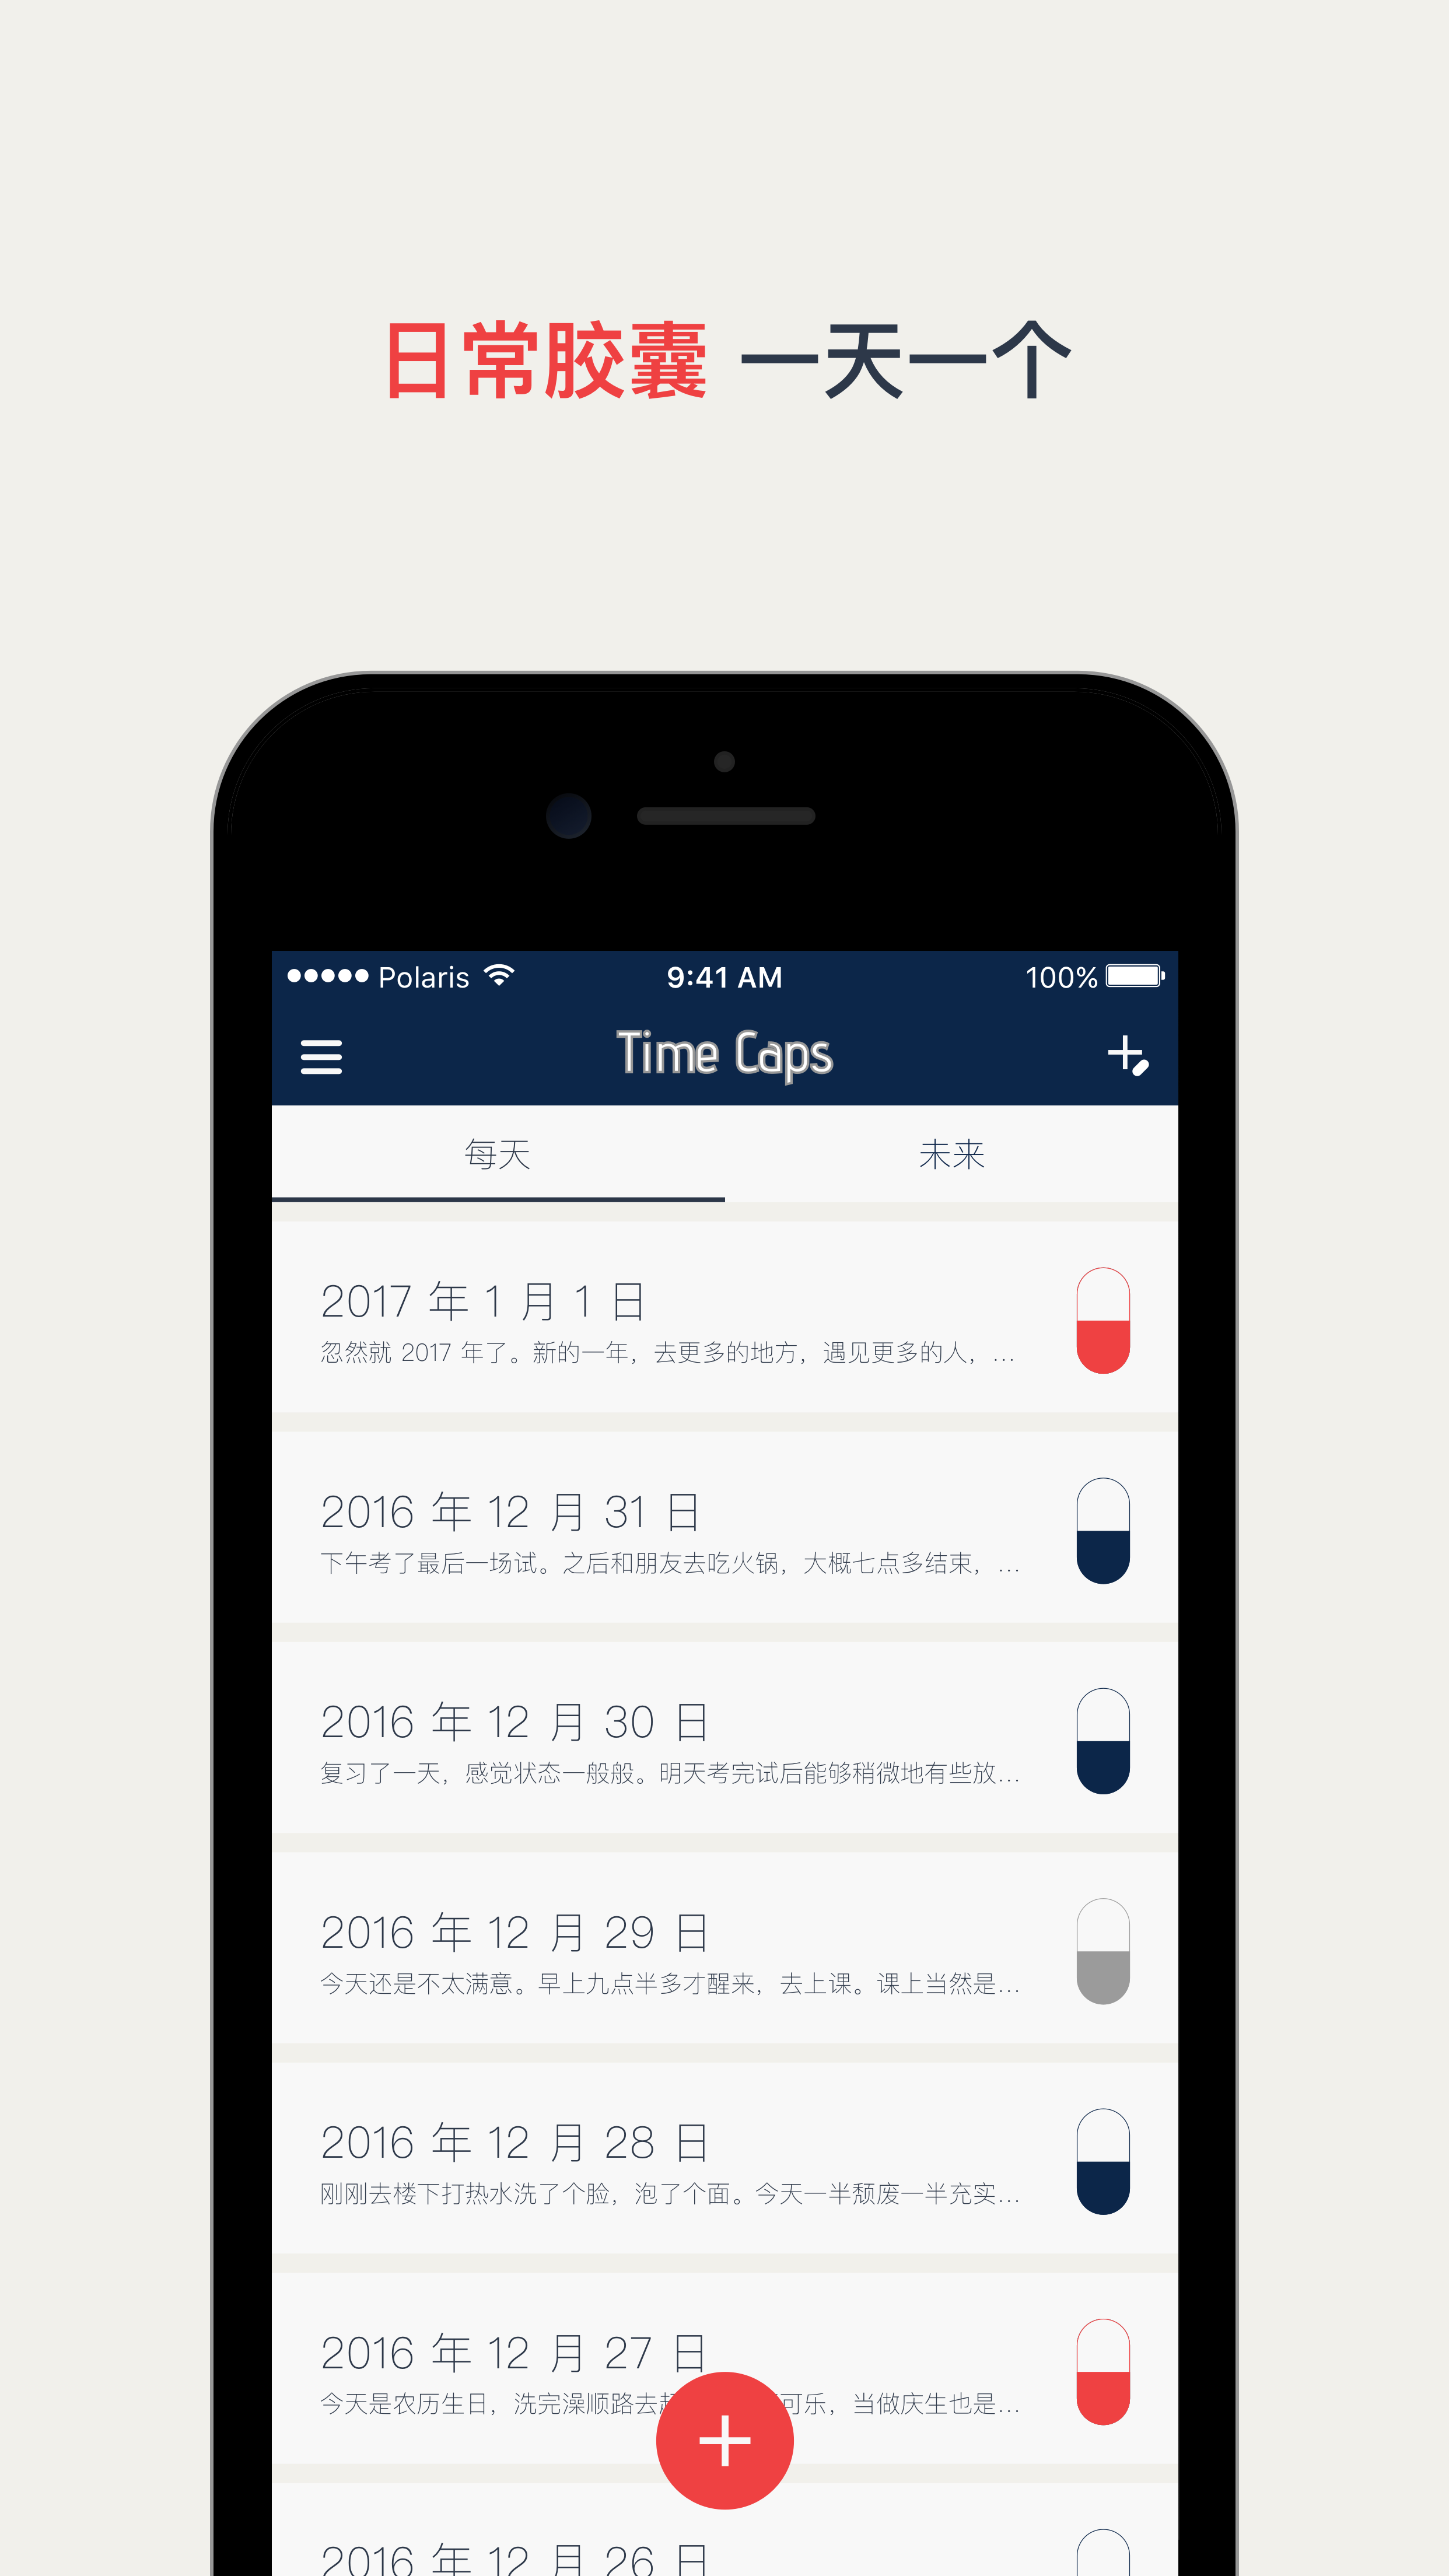 日常胶囊 一天一个
Polaris 9:41 AM 100%
Time Caps
每天 未来
2017 年 1 月 1 日
忽然就 2017 年了。新的一年，去更多的地方，遇见更多的人，...
2016 年 12 月 31 日
下午考了最后一场试。之后和朋友去吃火锅，大概七点多结束，...
2016 年 12 月 30 日
复习了一天，感觉状态一般般。明天考完试后能够稍微地有些放...
2016 年 12 月 29 日
今天还是不太满意。早上九点半多才醒来，去上课。课上当然是...
2016 年 12 月 28 日
刚刚去楼下打热水洗了个脸，泡了个面。今天一半颓废一半充实...
2016 年 12 月 27 日
今天是农历生日，洗完澡顺路去 可乐，当做庆生也是...
2016 年 12 月 26 日